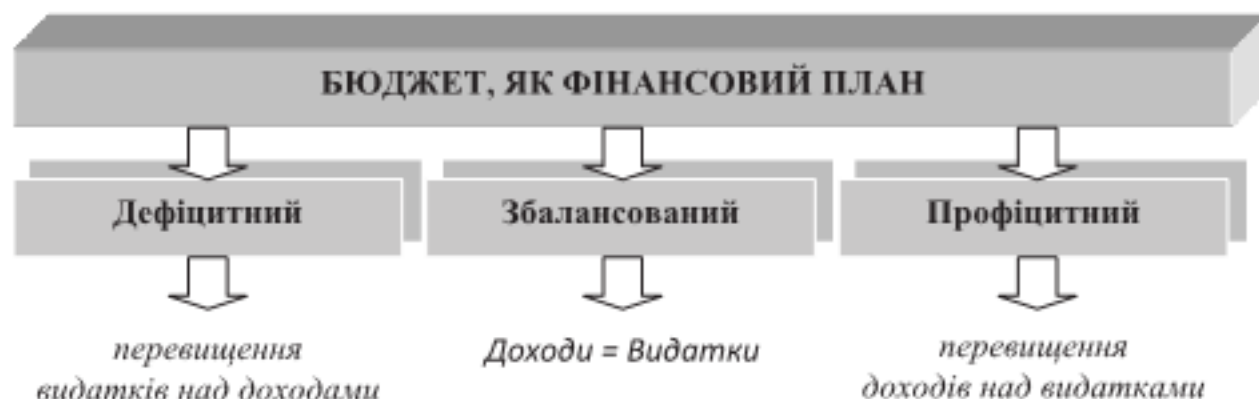 БЮДЖЕТ, ЯК ФІНАНСОВИЙ ПЛАН
Дефіцитний
Збалансований
Профіцитний
перевищення
видатків над доходами
Доходи = Видатки
перевищення
доходів над видатками